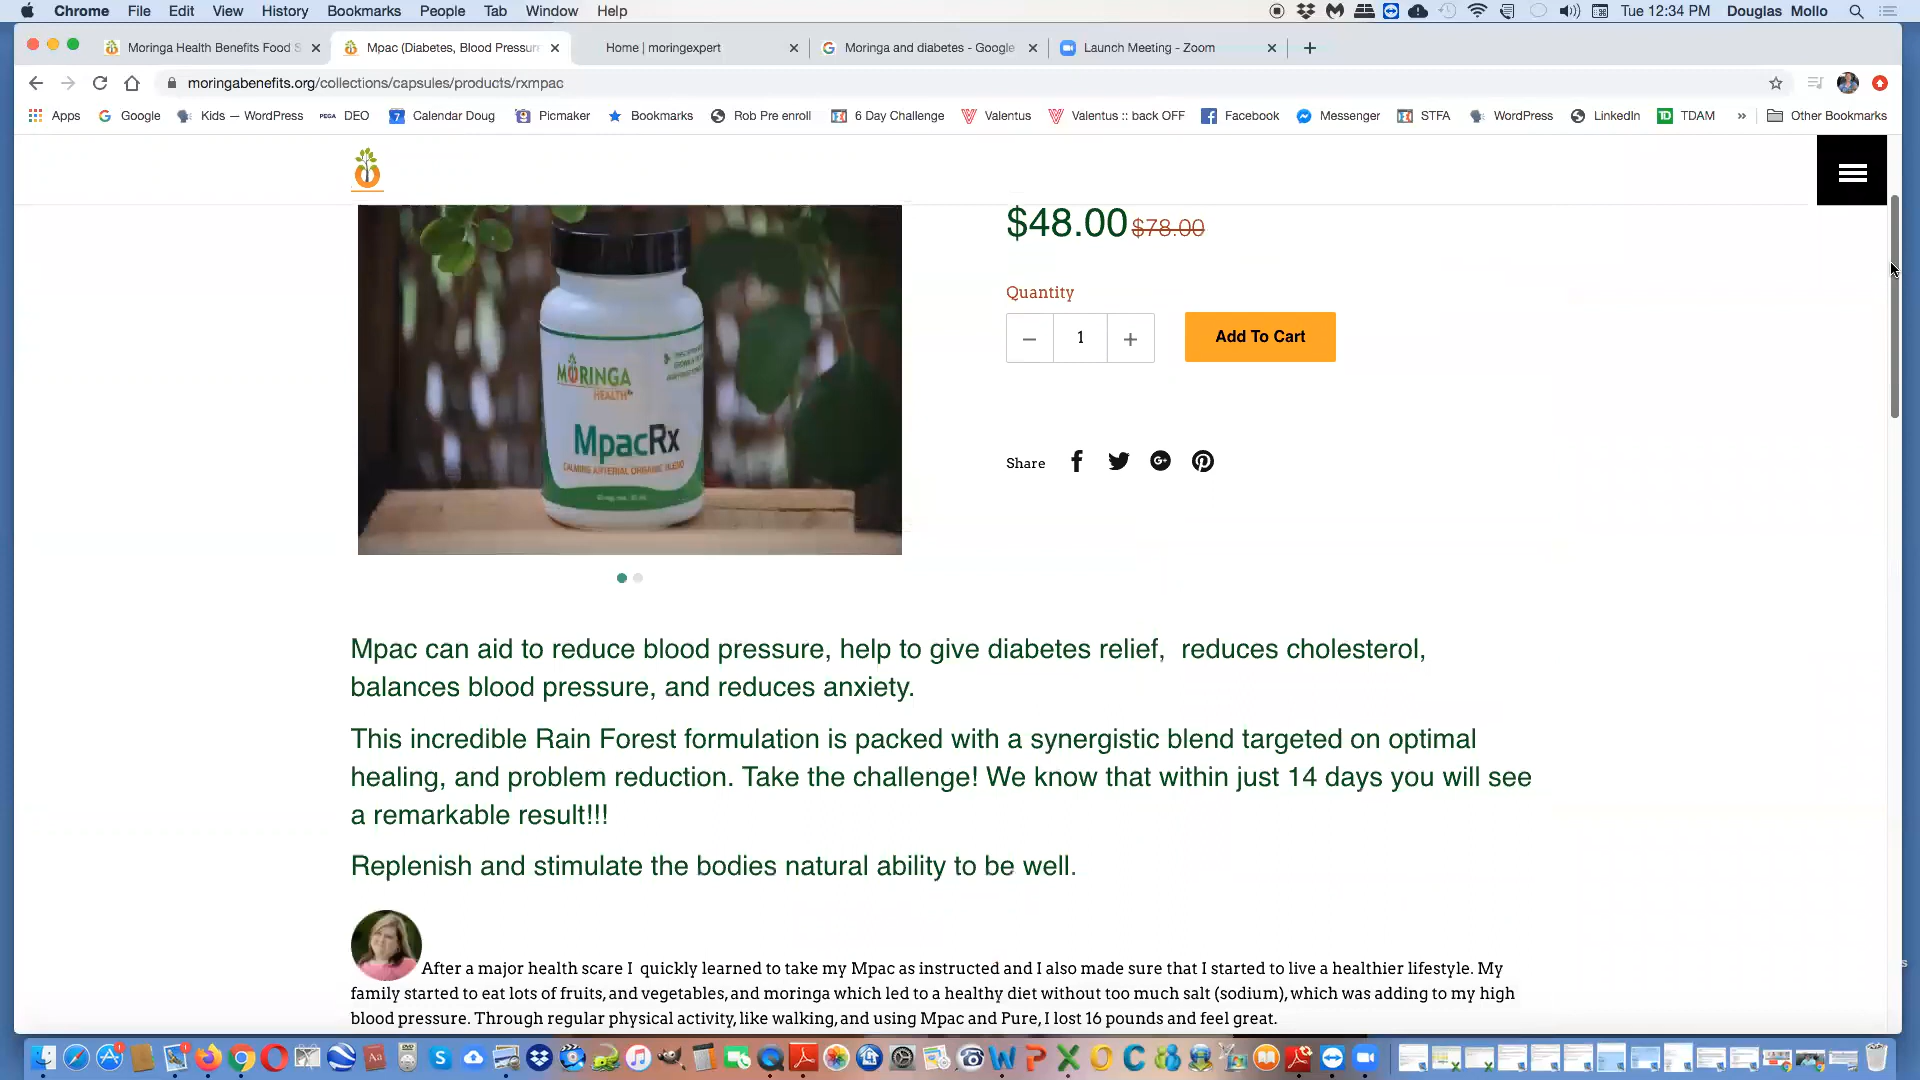 Chrome File Edit View History Bookmarks People Tab Window Help Tue 12:34 PM Douglas Mollo
Moringa Health Benefits Food S Mpac (Diabetes, Blood Pressur Home | moringexpert Moringa and diabetes - Google Launch Meeting - Zoom
moringabenefits.org/collections/capsules/products/rxmpac
Apps Google Kids — WordPress PEGA DEO 7 Calendar Doug Picmaker Bookmarks Rob Pre enroll 6 Day Challenge Valentus Valentus :: back OFF Facebook Messenger STFA WordPress LinkedIn TD TDAM » Other Bookmarks
$48.00 $78.00
Quantity
− 1 + Add To Cart
MORINGA
HEALTH
MpacRx
CALMING ARTERIAL ORGANIC BLEND
Share
Mpac can aid to reduce blood pressure, help to give diabetes relief, reduces cholesterol,
balances blood pressure, and reduces anxiety.
This incredible Rain Forest formulation is packed with a synergistic blend targeted on optimal
healing, and problem reduction. Take the challenge! We know that within just 14 days you will see
a remarkable result!!!
Replenish and stimulate the bodies natural ability to be well.
After a major health scare I quickly learned to take my Mpac as instructed and I also made sure that I started to live a healthier lifestyle. My
family started to eat lots of fruits, and vegetables, and moringa which led to a healthy diet without too much salt (sodium), which was adding to my high
blood pressure. Through regular physical activity, like walking, and using Mpac and Pure, I lost 16 pounds and feel great.